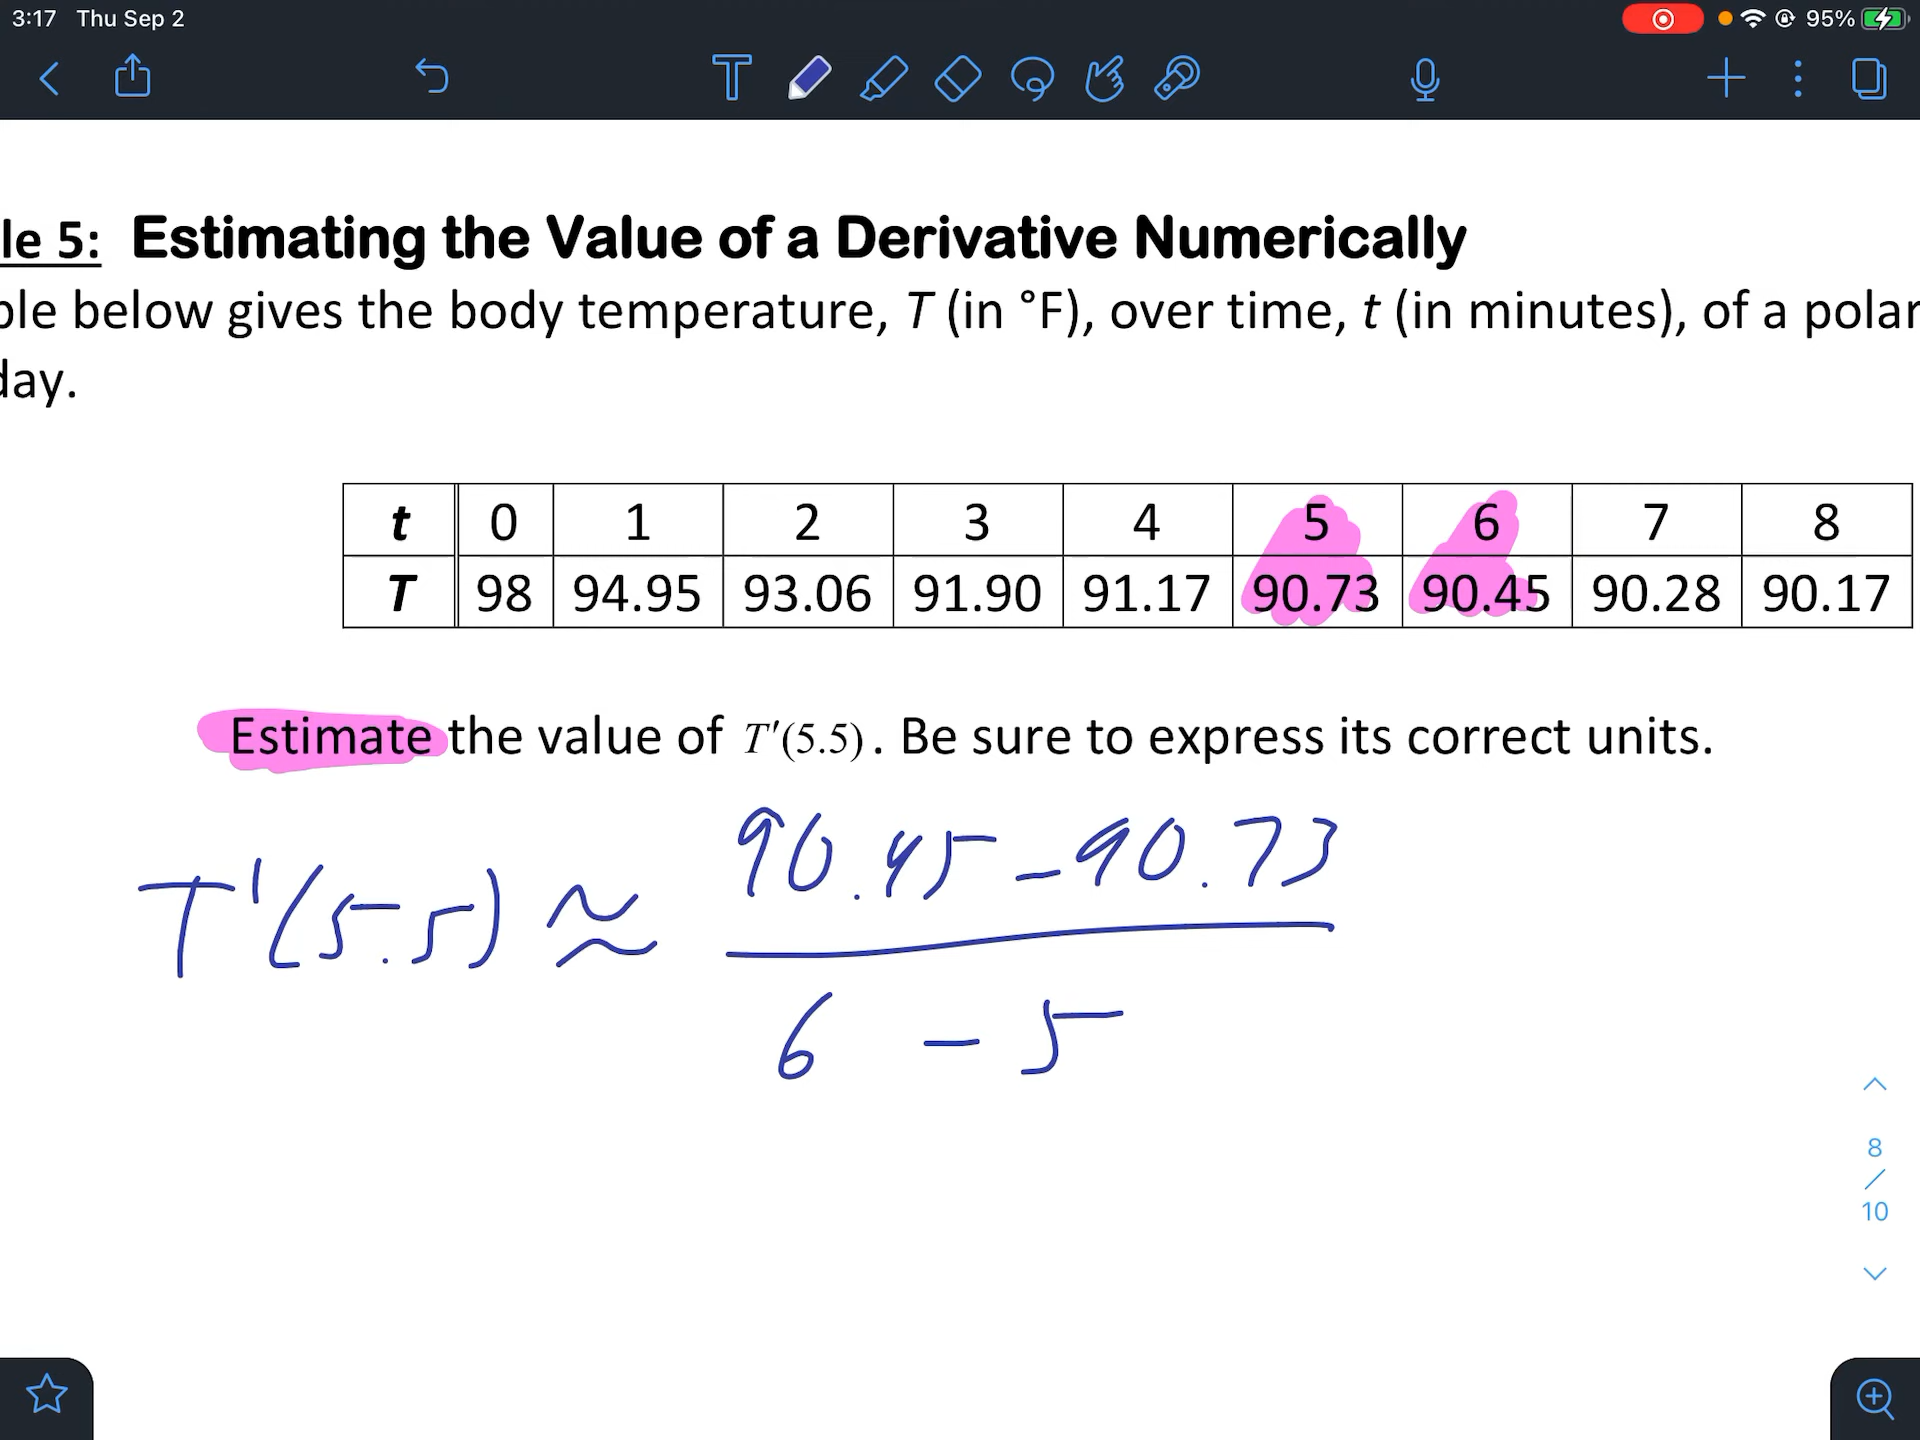 3:17 Thu Sep 2 95%
le 5: Estimating the Value of a Derivative Numerically
ble below gives the body temperature, T (in °F), over time, t (in minutes), of a polar
day.
t 0 1 2 3 4 5 6 7 8
T 98 94.95 93.06 91.90 91.17 90.73 90.45 90.28 90.17
Estimate the value of T′(5.5). Be sure to express its correct units.
90.45 - 90.73
T'(5.5) ≈
6 - 5
8
/
10